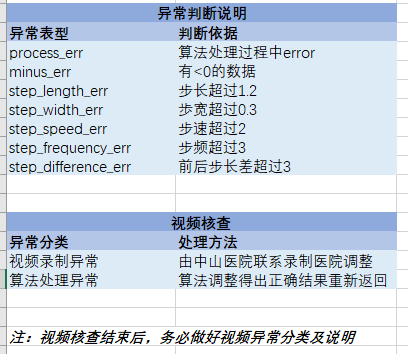 异常判断说明
异常表型 判断依据
process_err 算法处理过程中error
minus_err 有<0的数据
step_length_err 步长超过1.2
step_width_err 步宽超过0.3
step_speed_err 步速超过2
step_frequency_err 步频超过3
step_difference_err 前后步长差超过3
视频核查
异常分类 处理方法
视频录制异常 由中山医院联系录制医院调整
算法处理异常 算法调整得出正确结果重新返回
注：视频核查结束后，务必做好视频异常分类及说明